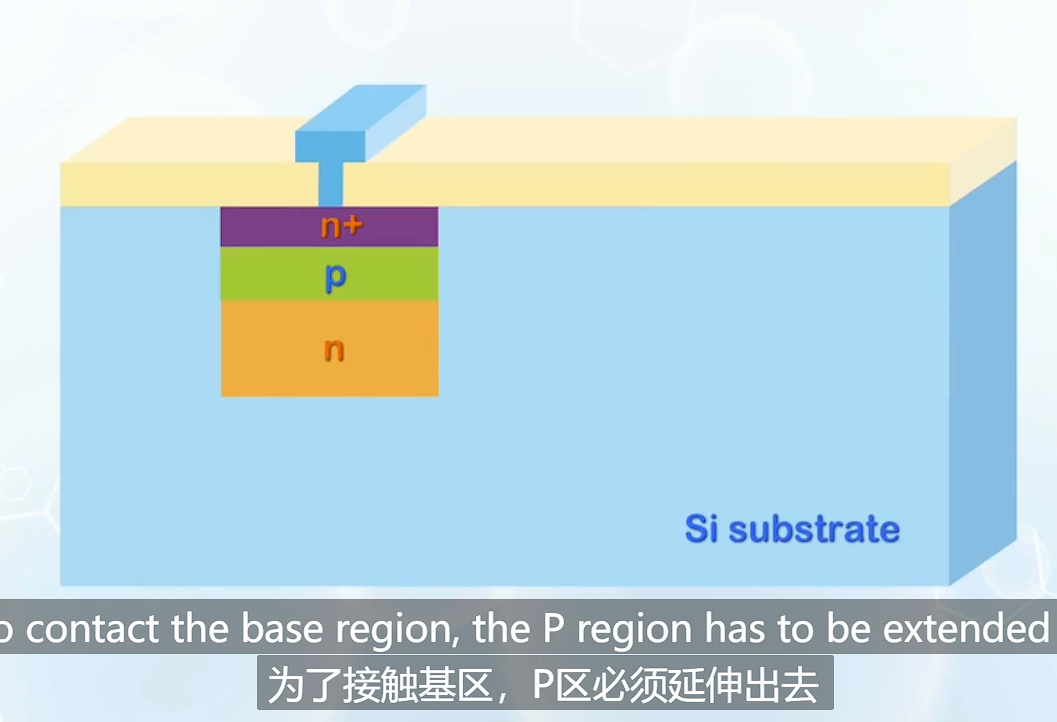 n+
p
n
Si substrate
contact the base region, the P region has to be extended
为了接触基区，P区必须延伸出去